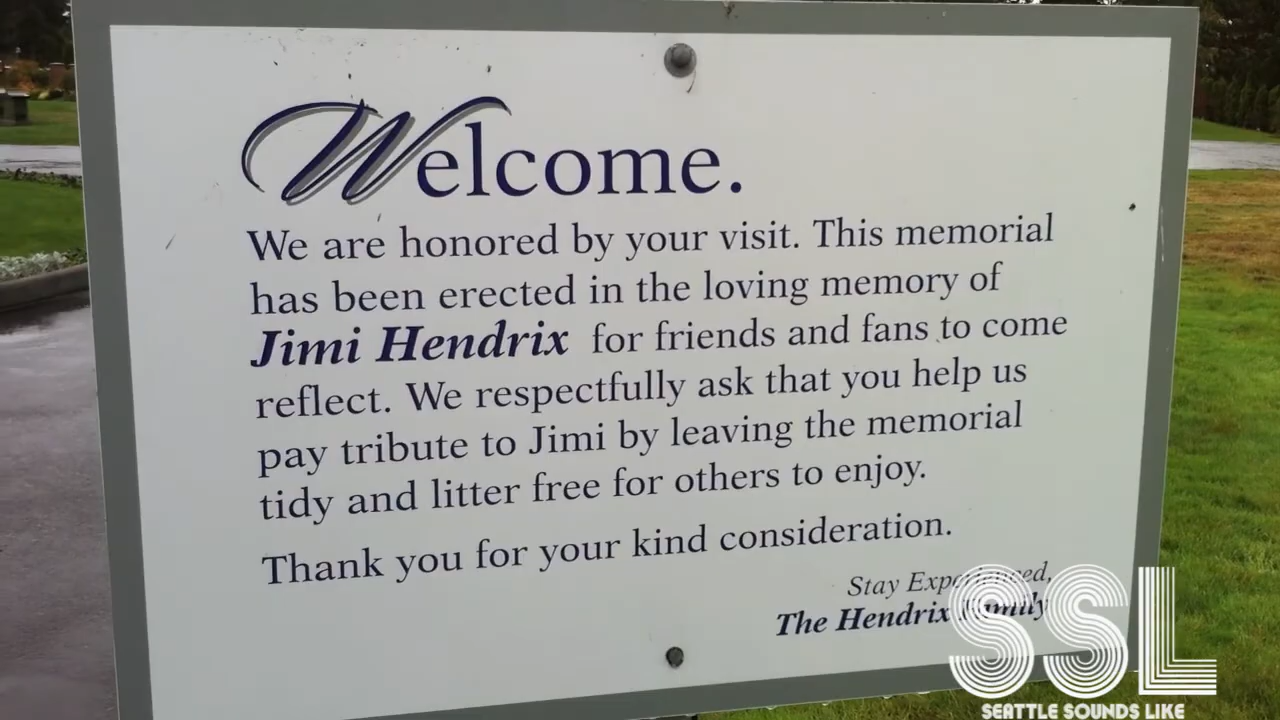 Welcome.
We are honored by your visit. This memorial
has been erected in the loving memory of
Jimi Hendrix for friends and fans to come
reflect. We respectfully ask that you help us
pay tribute to Jimi by leaving the memorial
tidy and litter free for others to enjoy.
Thank you for your kind consideration.
Stay Experienced,
The Hendrix Family
SSL
SEATTLE SOUNDS LIKE